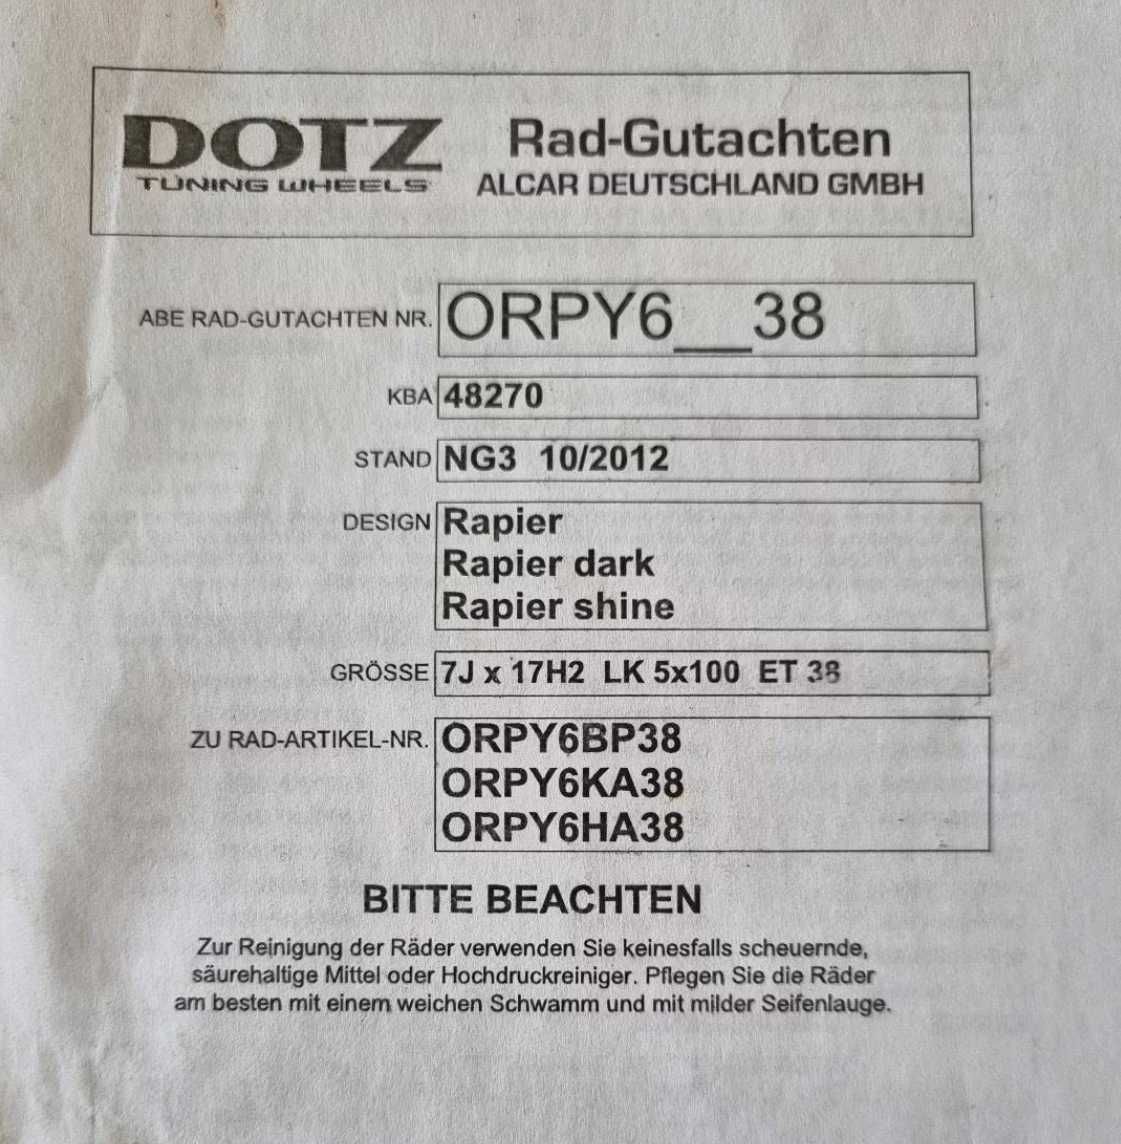 DOTZ
TUNING WHEELS
Rad-Gutachten
ALCAR DEUTSCHLAND GMBH
ABE RAD-GUTACHTEN NR. ORPY6__38
KBA 48270
STAND NG3 10/2012
DESIGN Rapier
Rapier dark
Rapier shine
GRÖSSE 7J x 17H2 LK 5x100 ET 38
ZU RAD-ARTIKEL-NR. ORPY6BP38
ORPY6KA38
ORPY6HA38
BITTE BEACHTEN
Zur Reinigung der Räder verwenden Sie keinesfalls scheuernde,
säurehaltige Mittel oder Hochdruckreiniger. Pflegen Sie die Räder
am besten mit einem weichen Schwamm und mit milder Seifenlauge.